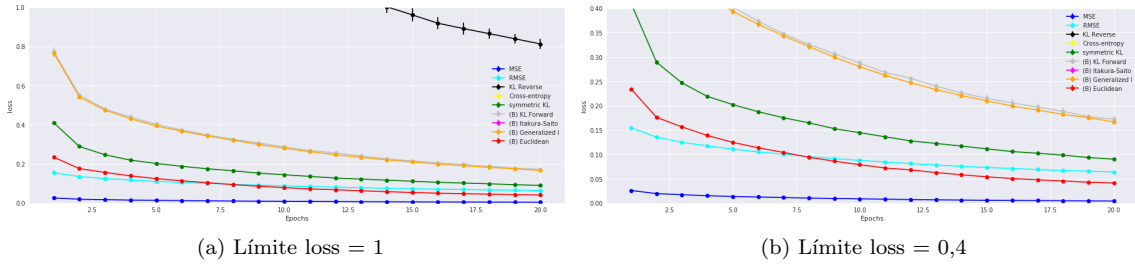 1.0
0.8
0.6
0.4
0.2
0.0
loss
2.5 5.0 7.5 10.0 12.5 15.0 17.5 20.0
Epochs
MSE
RMSE
KL Reverse
Cross-entropy
symmetric KL
(B) KL Forward
(B) Itakura-Saito
(B) Generalized I
(B) Euclidean
(a) Límite loss = 1
0.40
0.35
0.30
0.25
0.20
0.15
0.10
0.05
0.00
loss
2.5 5.0 7.5 10.0 12.5 15.0 17.5 20.0
Epochs
MSE
RMSE
KL Reverse
Cross-entropy
symmetric KL
(B) KL Forward
(B) Itakura-Saito
(B) Generalized I
(B) Euclidean
(b) Límite loss = 0,4